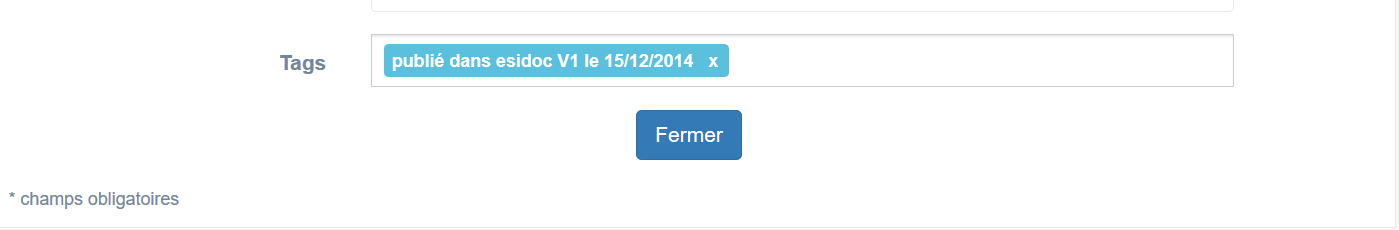 Tags
publié dans esidoc V1 le 15/12/2014 x
Fermer
* champs obligatoires